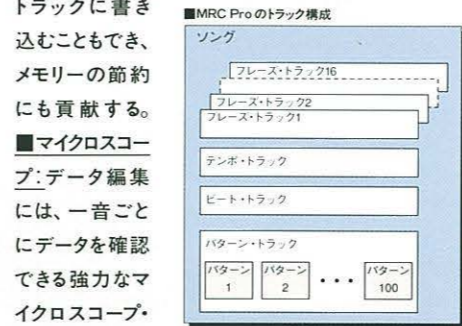 トラックに書き
込むこともでき、
メモリーの節約
にも貢献する。
■マイクロスコー
プ:データ編集
には、一音ごと
にデータを確認
できる強力なマ
イクロスコープ・
■MRC Proのトラック構成
ソング
フレーズ・トラック16
フレーズ・トラック2
フレーズ・トラック1
テンポ・トラック
ビート・トラック
パターン・トラック
パターン
1
パターン
2
・・・
パターン
100